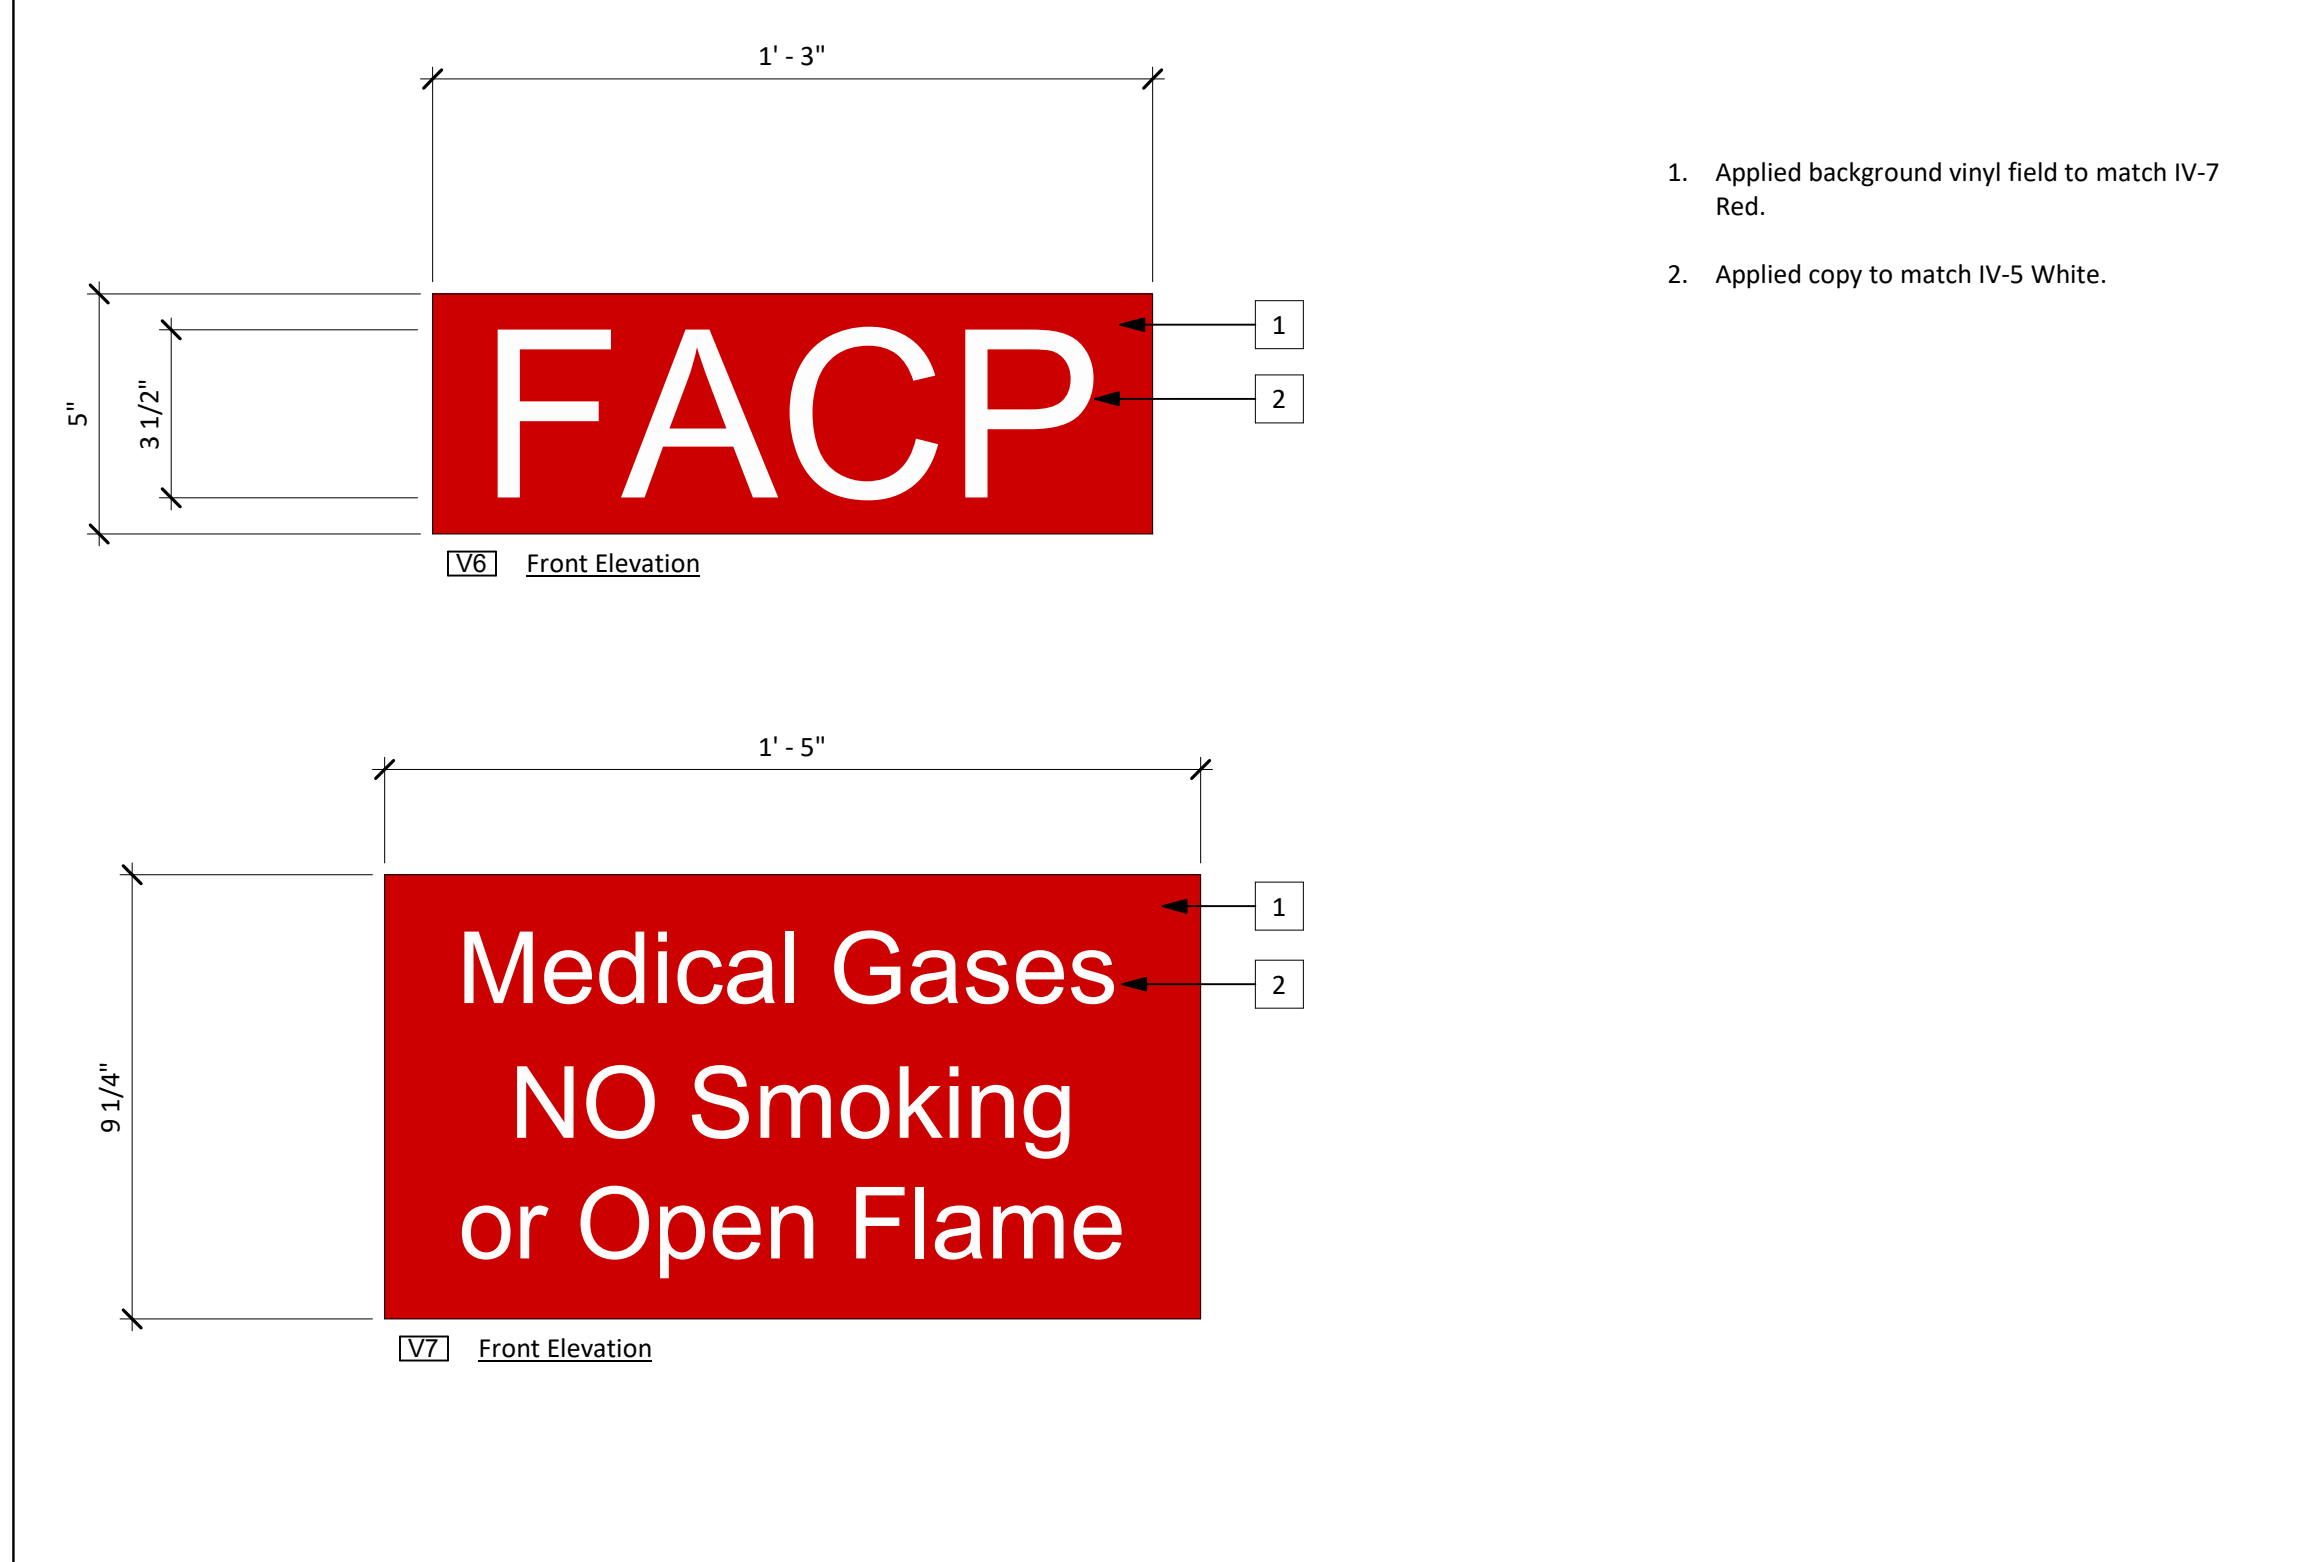 1' - 3"
1. Applied background vinyl field to match IV-7
Red.
2. Applied copy to match IV-5 White.
5"
3 1/2"
FACP
1
2
V6 Front Elevation
1' - 5"
9 1/4"
Medical Gases
NO Smoking
or Open Flame
1
2
V7 Front Elevation